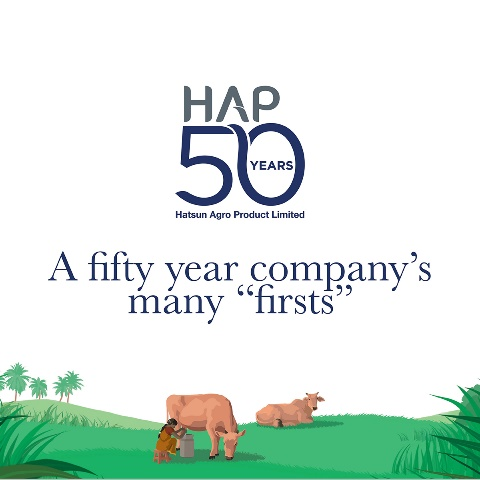 HAP
50 YEARS
Hatsun Agro Product Limited
A fifty year company’s
many “firsts”